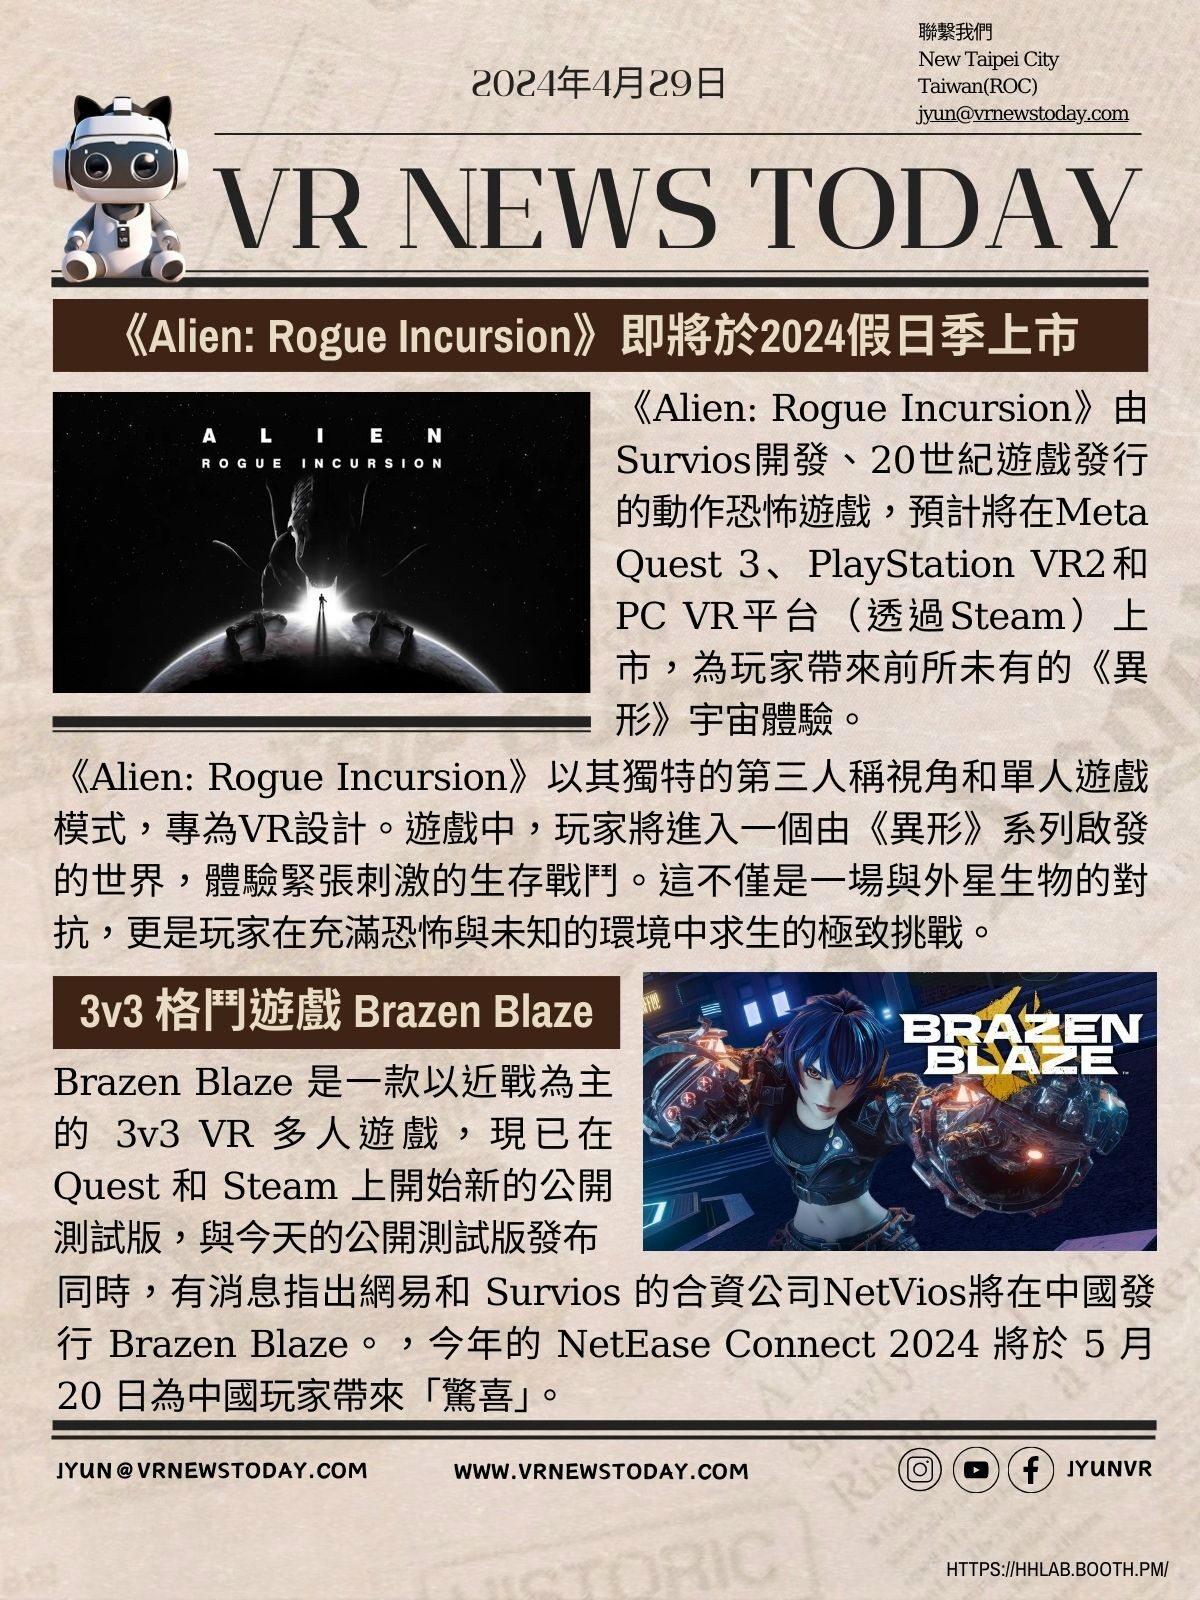 聯繫我們
New Taipei City
Taiwan(ROC)
jyun@vrnewstoday.com
2024年4月29日
VR NEWS TODAY
《Alien: Rogue Incursion》即將於2024假日季上市
ALIEN
ROGUE INCURSION
《Alien: Rogue Incursion》由
Survios開發、20世紀遊戲發行
的動作恐怖遊戲，預計將在Meta
Quest 3、PlayStation VR2和
PC VR平台（透過Steam）上
市，為玩家帶來前所未有的《異
形》宇宙體驗。
《Alien: Rogue Incursion》以其獨特的第三人稱視角和單人遊戲
模式，專為VR設計。遊戲中，玩家將進入一個由《異形》系列啟發
的世界，體驗緊張刺激的生存戰鬥。這不僅是一場與外星生物的對
抗，更是玩家在充滿恐怖與未知的環境中求生的極致挑戰。
3v3 格鬥遊戲 Brazen Blaze
BRAZEN
BLAZE
Brazen Blaze 是一款以近戰為主
的 3v3 VR 多人遊戲，現已在
Quest 和 Steam 上開始新的公開
測試版，與今天的公開測試版發布
同時，有消息指出網易和 Survios 的合資公司NetVios將在中國發
行 Brazen Blaze。，今年的 NetEase Connect 2024 將於 5 月
20 日為中國玩家帶來「驚喜」。
JYUN@VRNEWSTODAY.COM
WWW.VRNEWSTODAY.COM
JYUNVR
HTTPS://HHLAB.BOOTH.PM/